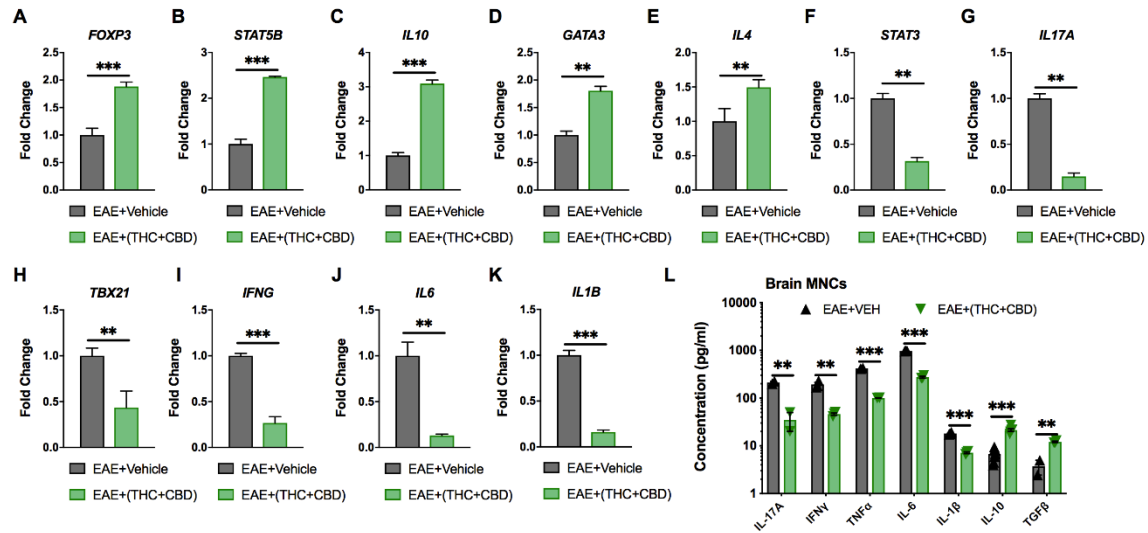 A
FOXP3
***
Fold Change
2.5
2.0
1.5
1.0
0.5
0.0
EAE+Vehicle
EAE+(THC+CBD)
B
STAT5B
***
Fold Change
3
2
1
0
EAE+Vehicle
EAE+(THC+CBD)
C
IL10
***
Fold Change
4
3
2
1
0
EAE+Vehicle
EAE+(THC+CBD)
D
GATA3
**
Fold Change
2.5
2.0
1.5
1.0
0.5
0.0
EAE+Vehicle
EAE+(THC+CBD)
E
IL4
**
Fold Change
2.0
1.5
1.0
0.5
0.0
EAE+Vehicle
EAE+(THC+CBD)
F
STAT3
**
Fold Change
1.5
1.0
0.5
0.0
EAE+Vehicle
EAE+(THC+CBD)
G
IL17A
**
Fold Change
1.5
1.0
0.5
0.0
EAE+Vehicle
EAE+(THC+CBD)
H
TBX21
**
Fold Change
1.5
1.0
0.5
0.0
EAE+Vehicle
EAE+(THC+CBD)
I
IFNG
***
Fold Change
1.5
1.0
0.5
0.0
EAE+Vehicle
EAE+(THC+CBD)
J
IL6
**
Fold Change
1.5
1.0
0.5
0.0
EAE+Vehicle
EAE+(THC+CBD)
K
IL1B
***
Fold Change
1.5
1.0
0.5
0.0
EAE+Vehicle
EAE+(THC+CBD)
L
Brain MNCs
EAE+VEH
EAE+(THC+CBD)
Concentration (pg/ml)
10000
1000
100
10
1
** ** *** *** *** *** **
IL-17A
IFNγ
TNFα
IL-6
IL-1β
IL-10
TGFβ